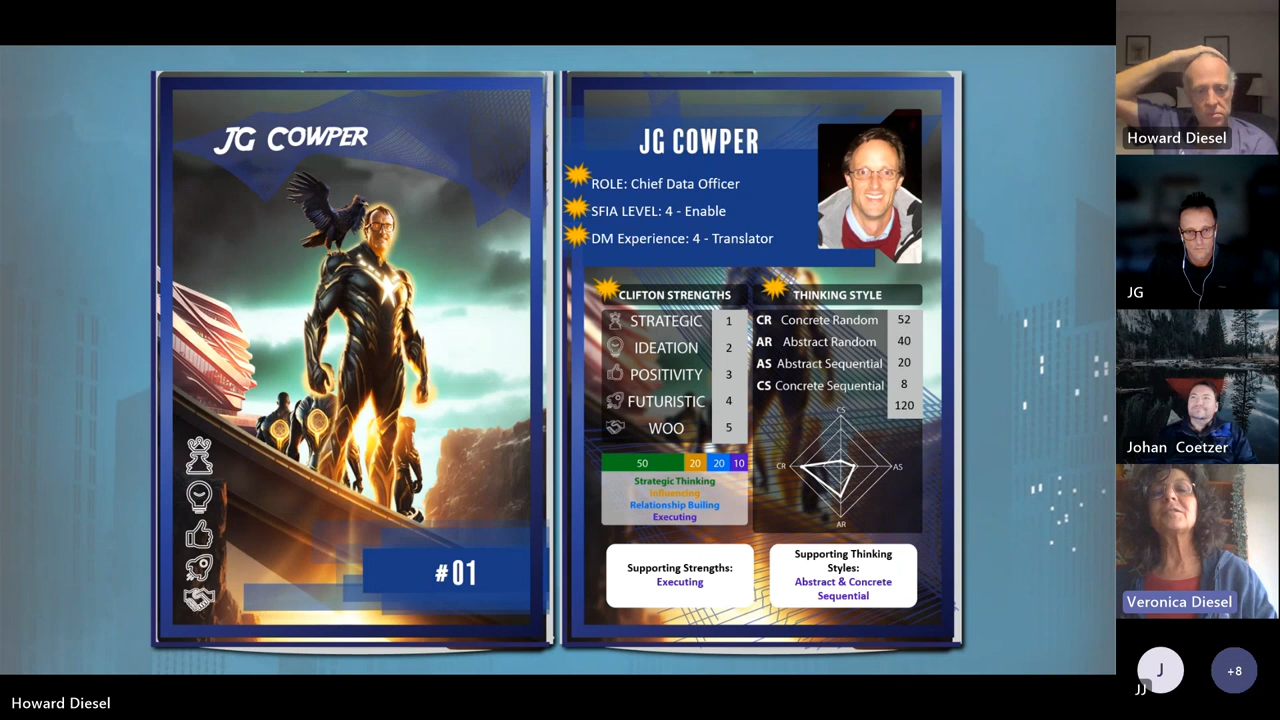 JG COWPER
#01
JG COWPER
ROLE: Chief Data Officer
SFIA LEVEL: 4 - Enable
DM Experience: 4 - Translator
CLIFTON STRENGTHS
STRATEGIC 1
IDEATION 2
POSITIVITY 3
FUTURISTIC 4
WOO 5
50 20 20 10
Strategic Thinking
Influencing
Relationship Builing
Executing
THINKING STYLE
CR Concrete Random 52
AR Abstract Random 40
AS Abstract Sequential 20
CS Concrete Sequential 8
120
CS
CR
AS
AR
Supporting Strengths:
Executing
Supporting Thinking
Styles:
Abstract & Concrete
Sequential
Howard Diesel
JG
Johan Coetzer
Veronica Diesel
J
JJ
+8
Howard Diesel